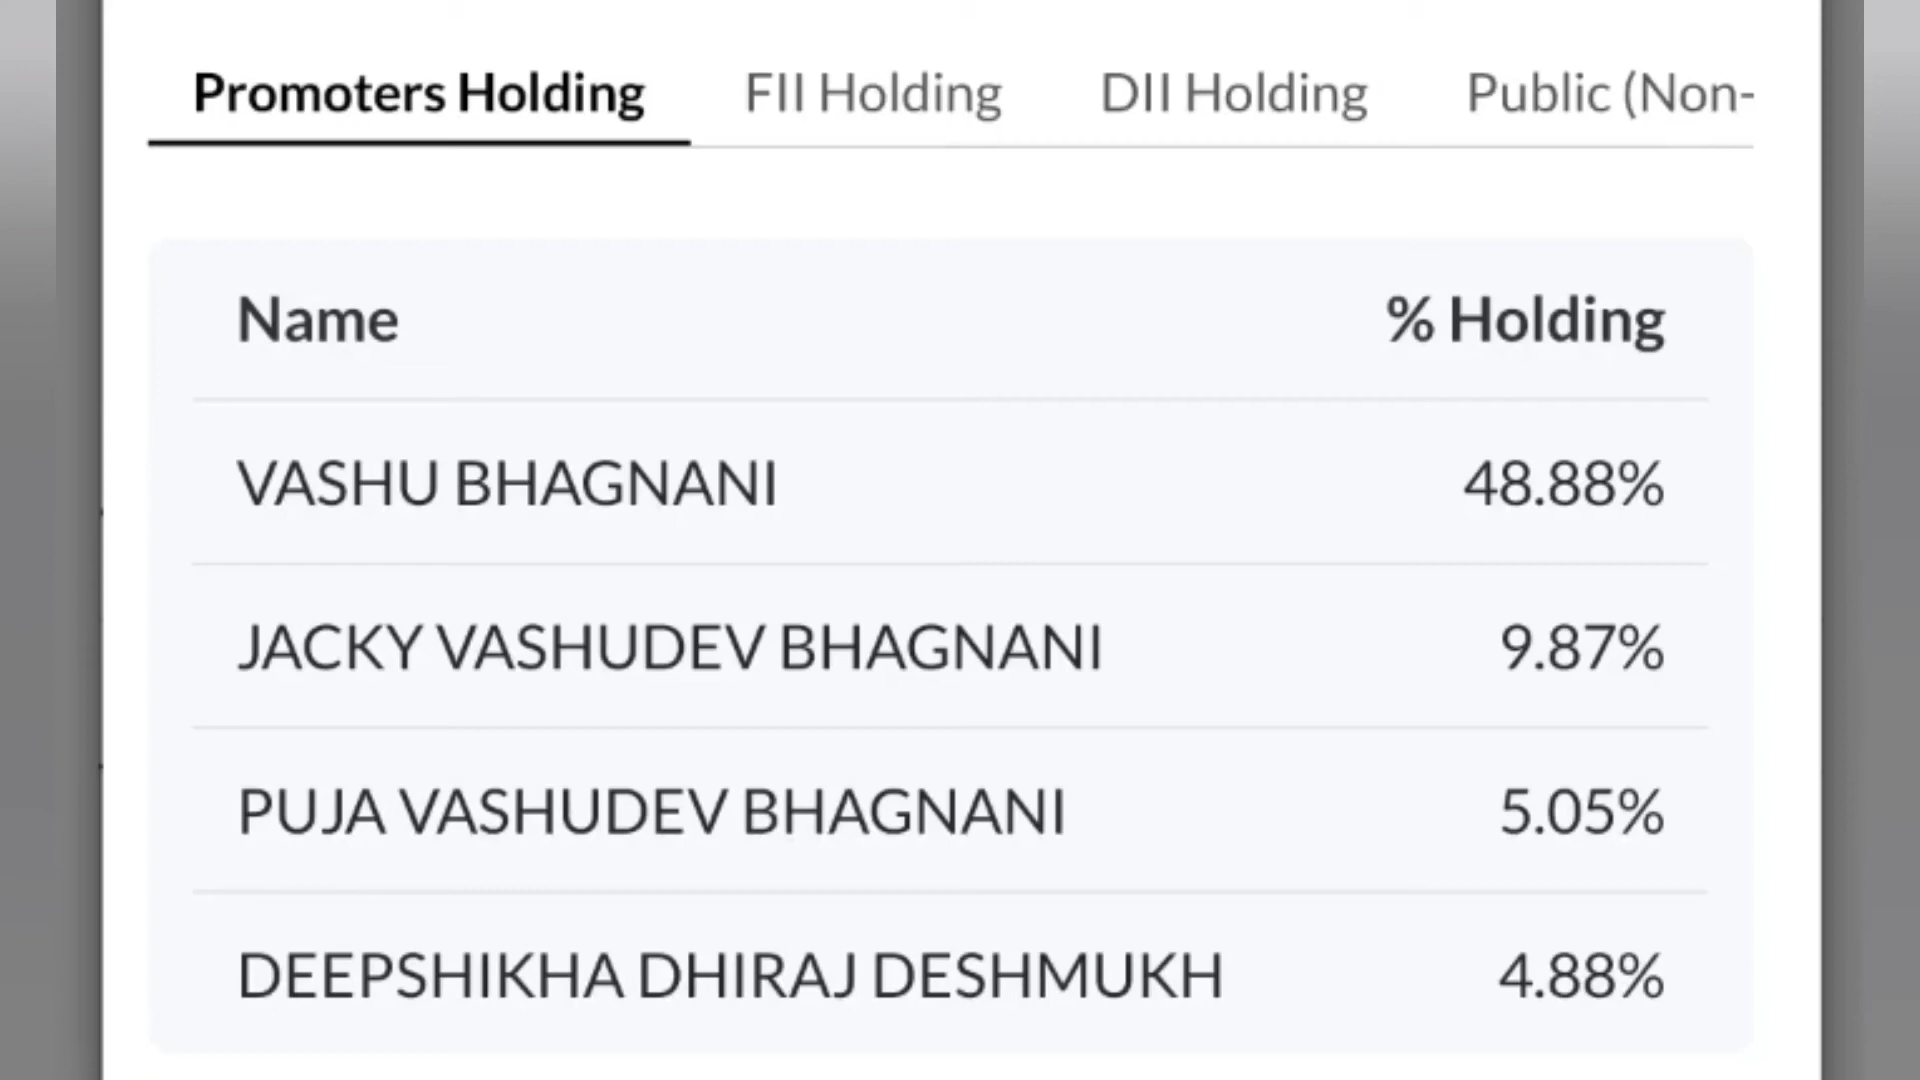 Promoters Holding FII Holding DII Holding Public (Non-
Name % Holding
VASHU BHAGNANI 48.88%
JACKY VASHUDEV BHAGNANI 9.87%
PUJA VASHUDEV BHAGNANI 5.05%
DEEPSHIKHA DHIRAJ DESHMUKH 4.88%